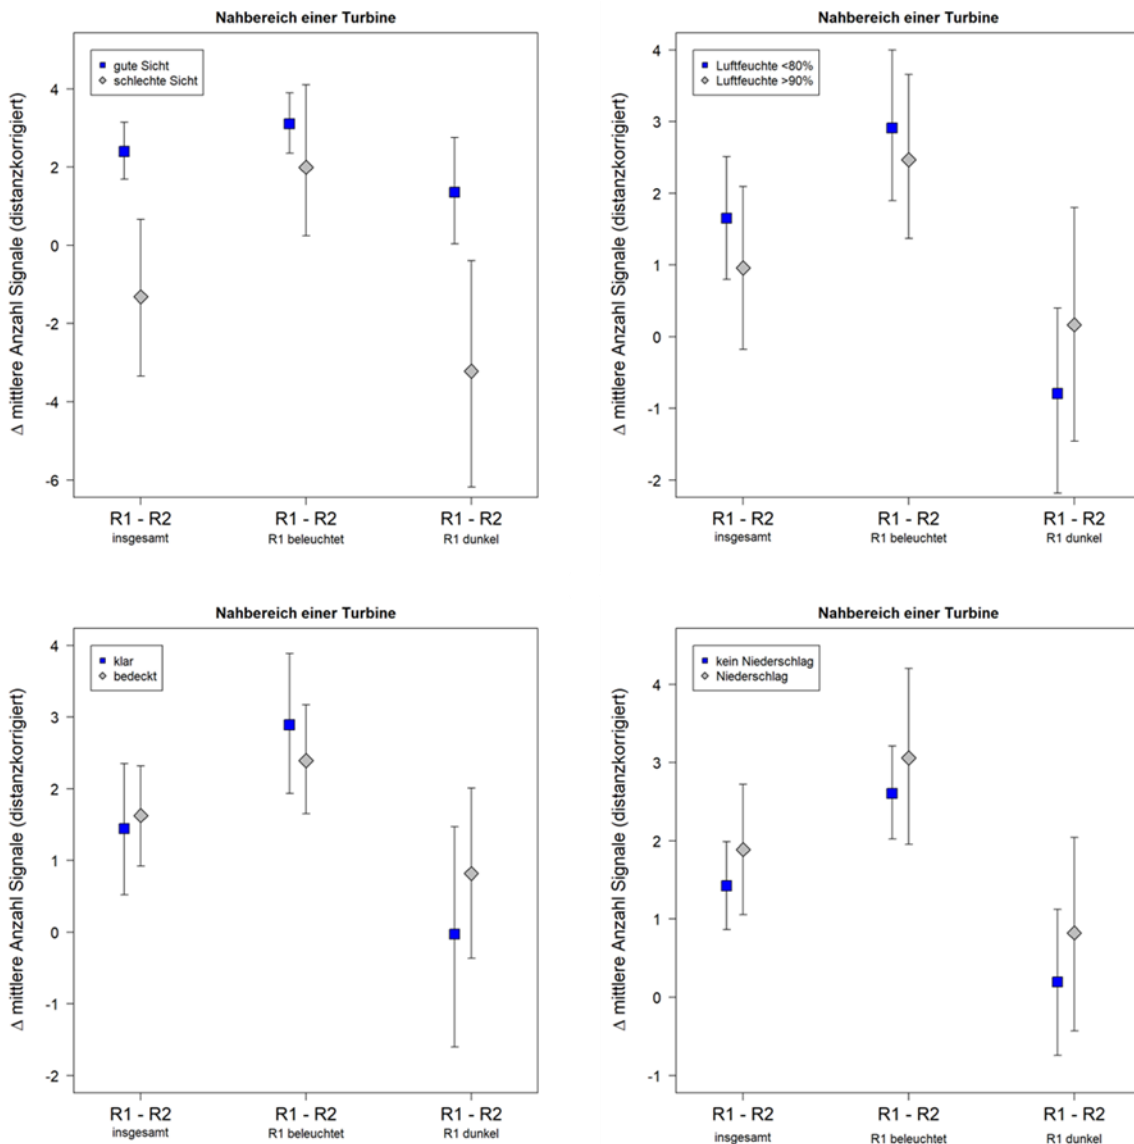 Nahbereich einer Turbine
Δ mittlere Anzahl Signale (distanzkorrigiert)
gute Sicht
schlechte Sicht
4
2
0
-2
-4
-6
R1 - R2
insgesamt
R1 - R2
R1 beleuchtet
R1 - R2
R1 dunkel
Nahbereich einer Turbine
Δ mittlere Anzahl Signale (distanzkorrigiert)
Luftfeuchte <80%
Luftfeuchte >90%
4
3
2
1
0
-1
-2
R1 - R2
insgesamt
R1 - R2
R1 beleuchtet
R1 - R2
R1 dunkel
Nahbereich einer Turbine
Δ mittlere Anzahl Signale (distanzkorrigiert)
klar
bedeckt
4
3
2
1
0
-1
-2
R1 - R2
insgesamt
R1 - R2
R1 beleuchtet
R1 - R2
R1 dunkel
Nahbereich einer Turbine
Δ mittlere Anzahl Signale (distanzkorrigiert)
kein Niederschlag
Niederschlag
4
3
2
1
0
-1
R1 - R2
insgesamt
R1 - R2
R1 beleuchtet
R1 - R2
R1 dunkel